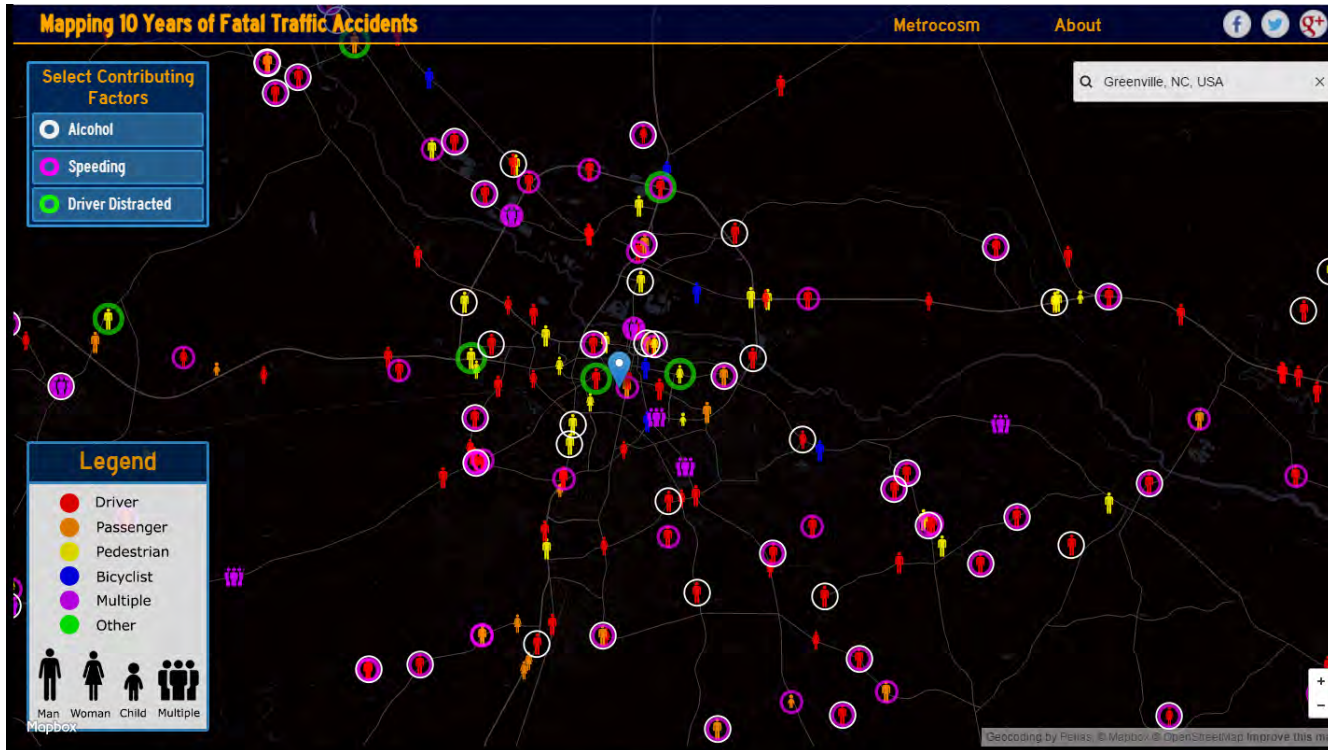 Mapping 10 Years of Fatal Traffic Accidents
Metrocosm
About
f
g+
Select Contributing
Factors
Alcohol
Speeding
Driver Distracted
Greenville, NC, USA
×
Legend
Driver
Passenger
Pedestrian
Bicyclist
Multiple
Other
Man Woman Child Multiple
Mapbox
+
−
Geocoding by Pelias, © Mapbox © OpenStreetMap Improve this ma